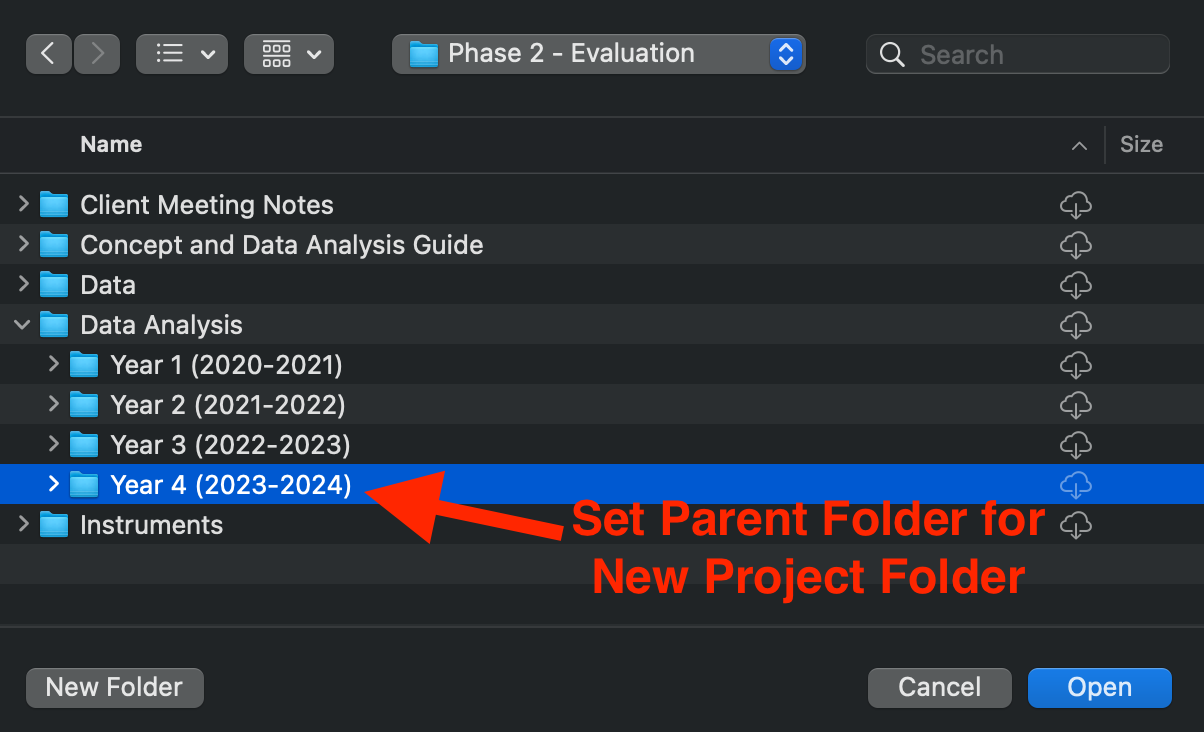 Phase 2 - Evaluation
Search
Name
Size
Client Meeting Notes
Concept and Data Analysis Guide
Data
Data Analysis
Year 1 (2020-2021)
Year 2 (2021-2022)
Year 3 (2022-2023)
Year 4 (2023-2024)
Instruments
Set Parent Folder for
New Project Folder
New Folder
Cancel
Open